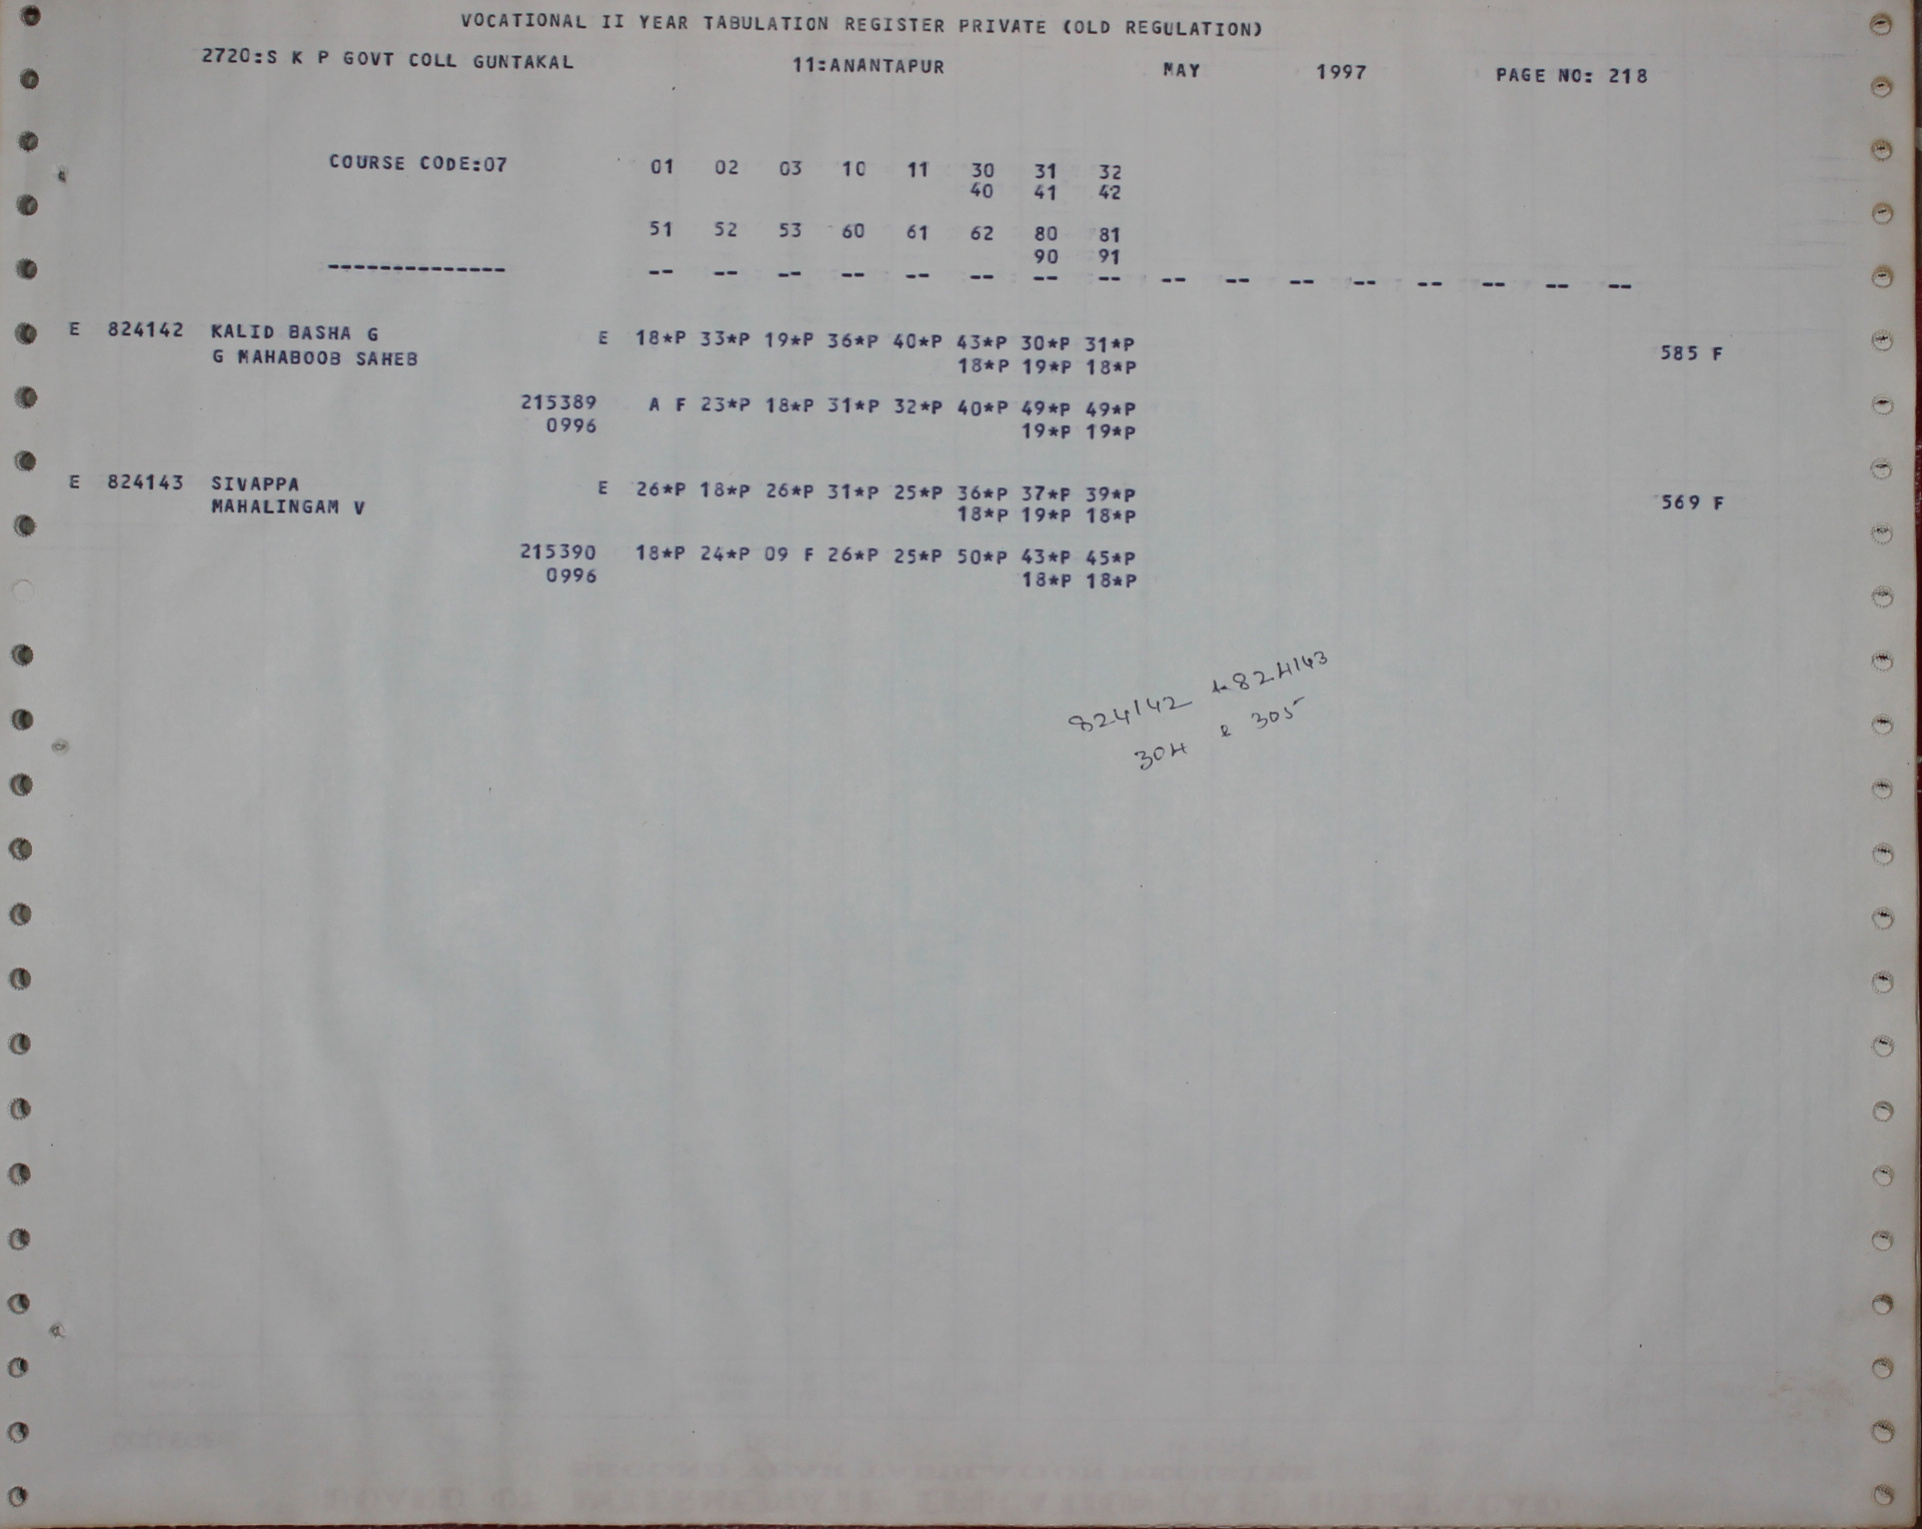 VOCATIONAL II YEAR TABULATION REGISTER PRIVATE (OLD REGULATION)
2720:S K P GOVT COLL GUNTAKAL 11:ANANTAPUR MAY 1997 PAGE NO: 218
COURSE CODE:07 01 02 03 10 11 30 31 32
40 41 42
51 52 53 60 61 62 80 81
90 91
-------------- -- -- -- -- -- -- -- -- -- -- -- -- -- -- -- --
E 824142 KALID BASHA G E 18*P 33*P 19*P 36*P 40*P 43*P 30*P 31*P 585 F
G MAHABOOB SAHEB 18*P 19*P 18*P
215389 A F 23*P 18*P 31*P 32*P 40*P 49*P 49*P
0996 19*P 19*P
E 824143 SIVAPPA E 26*P 18*P 26*P 31*P 25*P 36*P 37*P 39*P 569 F
MAHALINGAM V 18*P 19*P 18*P
215390 18*P 24*P 09 F 26*P 25*P 50*P 43*P 45*P
0996 18*P 18*P
824142 & 824143
304 & 305